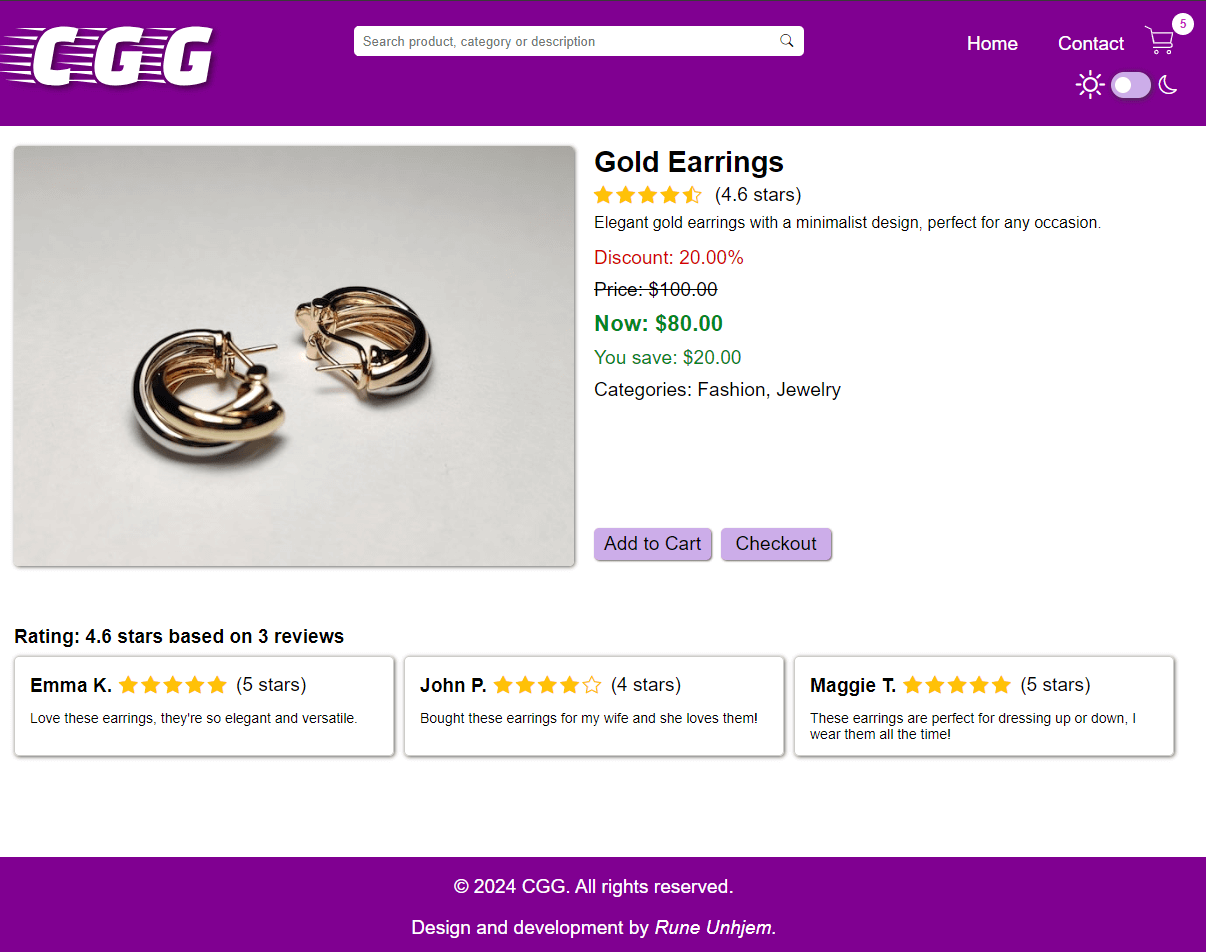 CGG
Search product, category or description
Home
Contact
5
Gold Earrings
(4.6 stars)
Elegant gold earrings with a minimalist design, perfect for any occasion.
Discount: 20.00%
Price: $100.00
Now: $80.00
You save: $20.00
Categories: Fashion, Jewelry
Add to Cart
Checkout
Rating: 4.6 stars based on 3 reviews
Emma K. (5 stars)
Love these earrings, they're so elegant and versatile.
John P. (4 stars)
Bought these earrings for my wife and she loves them!
Maggie T. (5 stars)
These earrings are perfect for dressing up or down, I
wear them all the time!
© 2024 CGG. All rights reserved.
Design and development by Rune Unhjem.